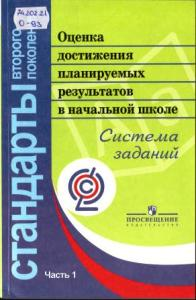 74.202.21
О-93
Стандарты второго поколения
Оценка
достижения
планируемых
результатов
в начальной школе
Система
заданий
ПРОСВЕЩЕНИЕ
ИЗДАТЕЛЬСТВО
Часть 1